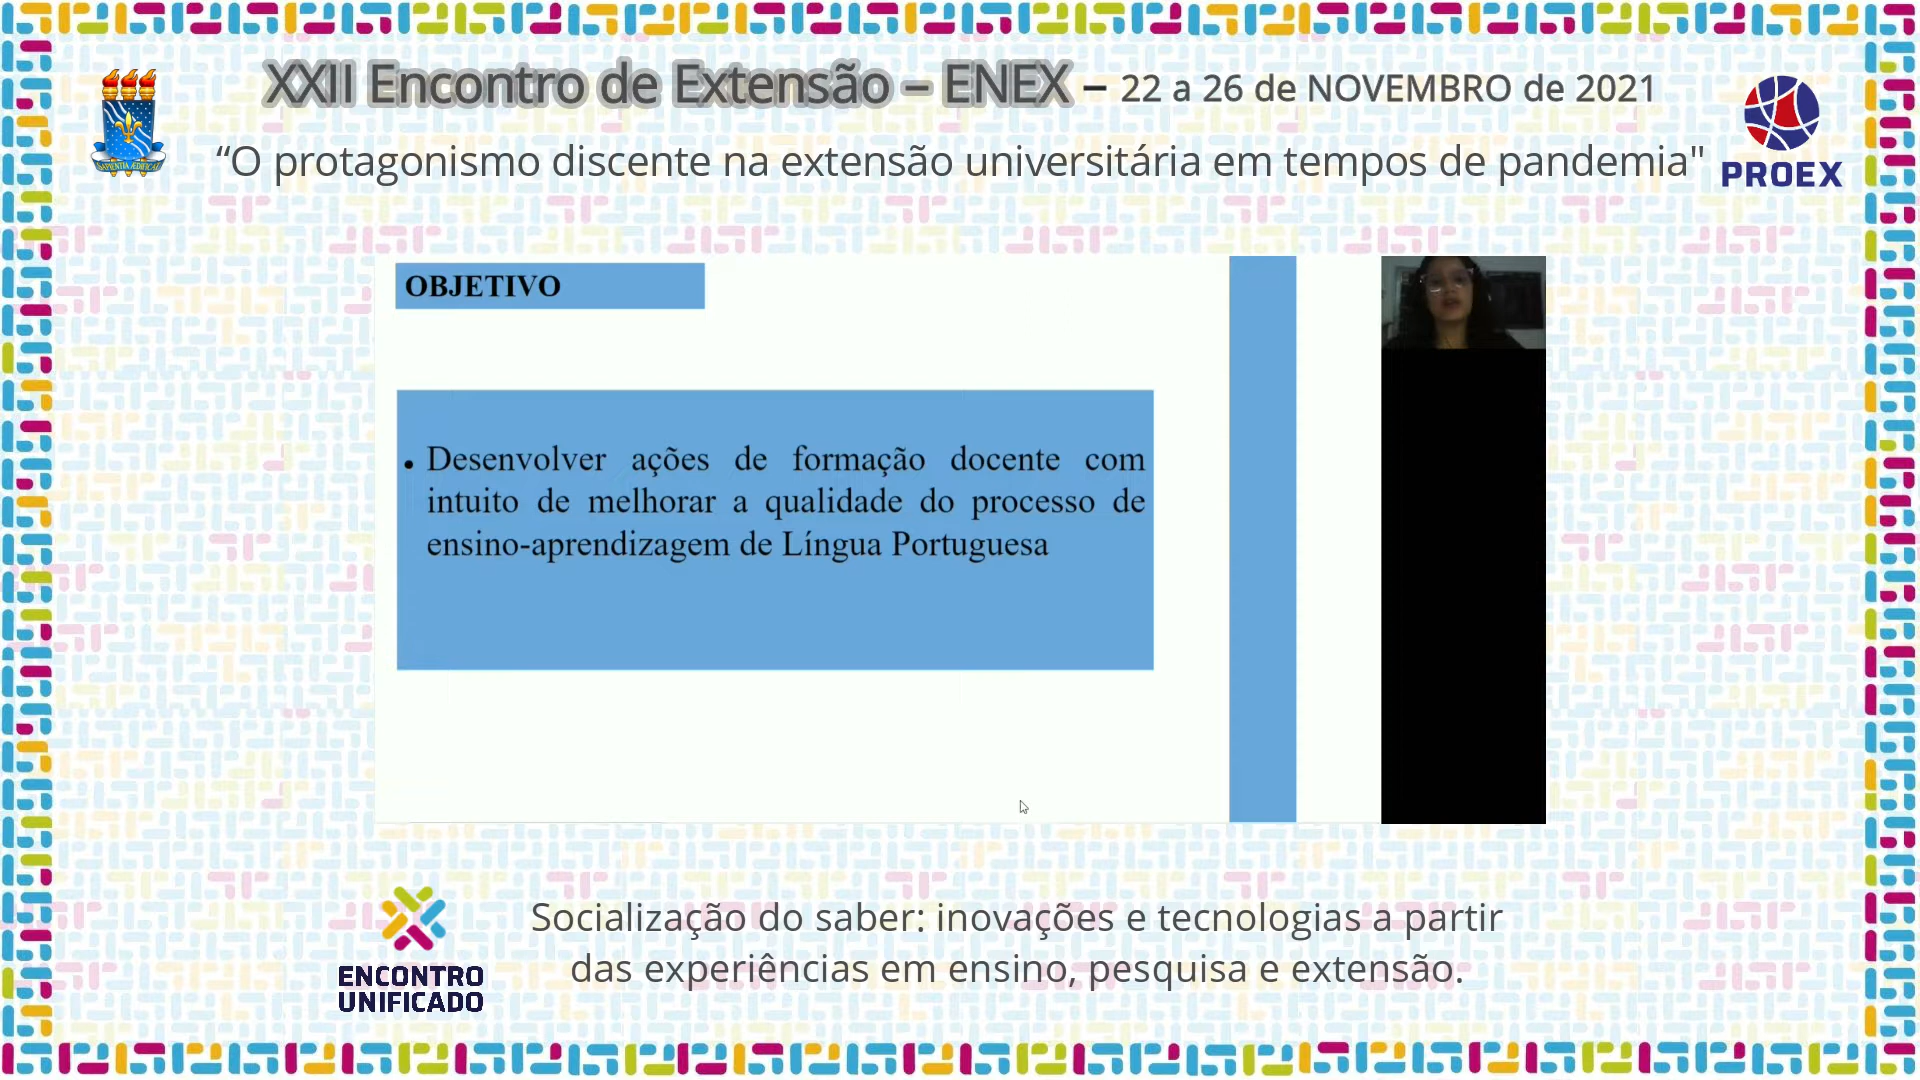 XXII Encontro de Extensão – ENEX – 22 a 26 de NOVEMBRO de 2021
“O protagonismo discente na extensão universitária em tempos de pandemia"
PROEX
OBJETIVO
• Desenvolver ações de formação docente com
intuito de melhorar a qualidade do processo de
ensino-aprendizagem de Língua Portuguesa
Socialização do saber: inovações e tecnologias a partir
das experiências em ensino, pesquisa e extensão.
ENCONTRO
UNIFICADO